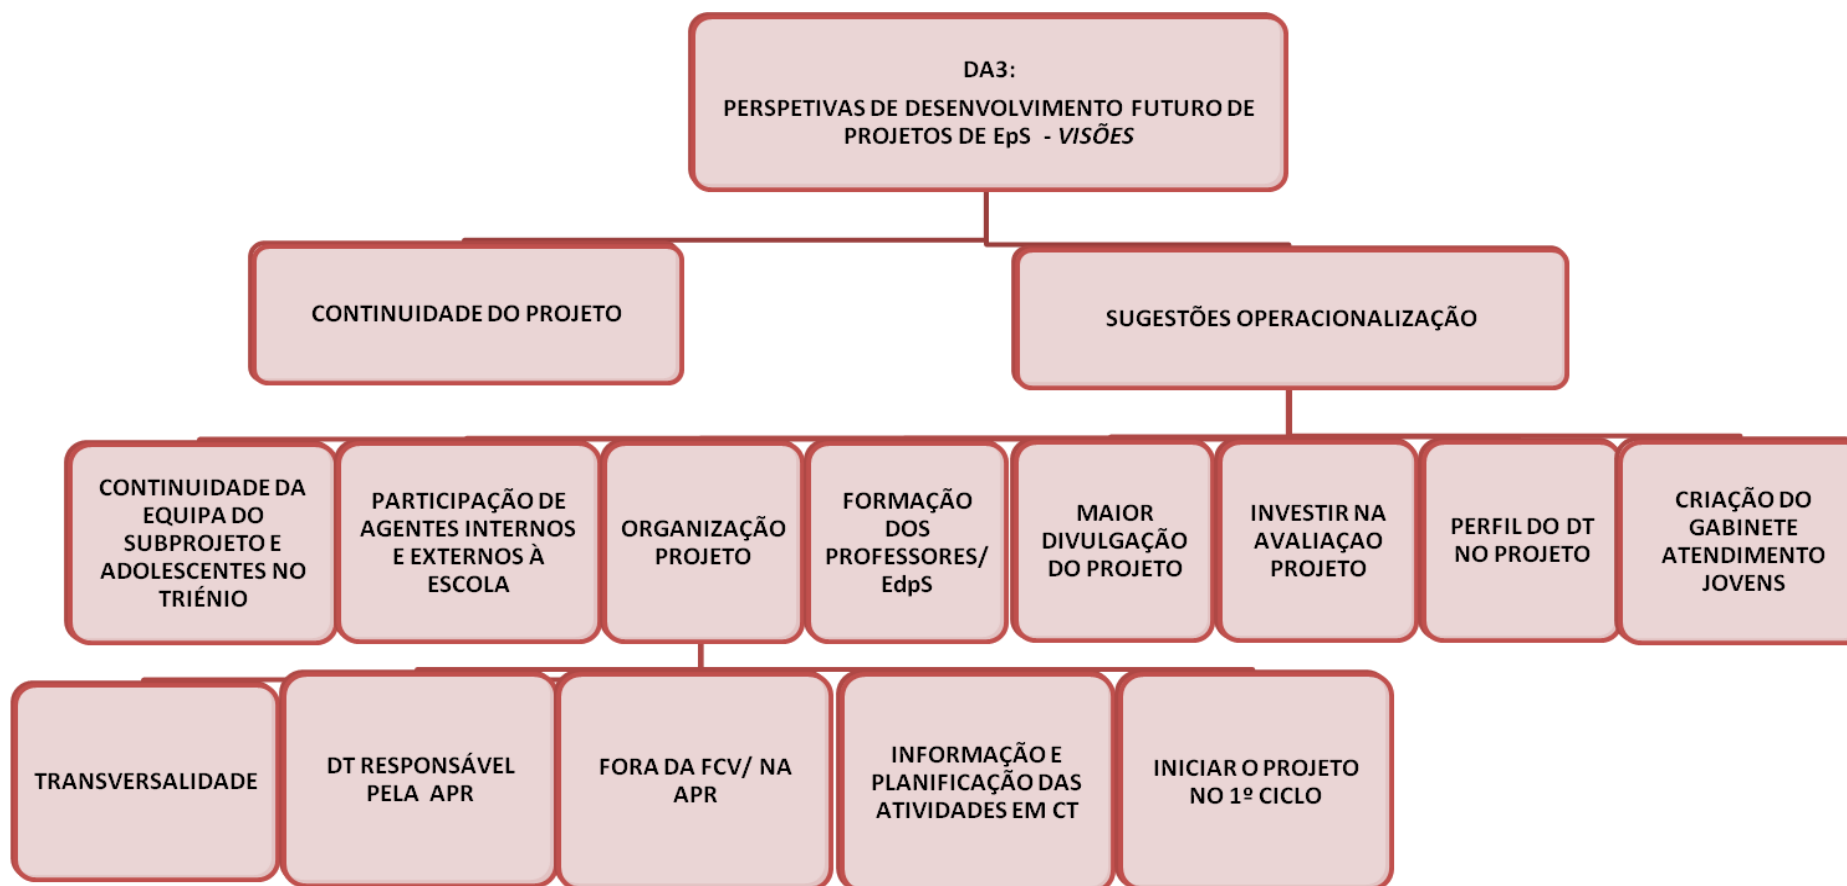 DA3:
PERSPETIVAS DE DESENVOLVIMENTO FUTURO DE
PROJETOS DE EpS - VISÕES
CONTINUIDADE DO PROJETO
SUGESTÕES OPERACIONALIZAÇÃO
CONTINUIDADE DA
EQUIPA DO
SUBPROJETO E
ADOLESCENTES NO
TRIÉNIO
PARTICIPAÇÃO DE
AGENTES INTERNOS
E EXTERNOS À
ESCOLA
ORGANIZAÇÃO
PROJETO
FORMAÇÃO
DOS
PROFESSORES/
EdpS
MAIOR
DIVULGAÇÃO
DO PROJETO
INVESTIR NA
AVALIAÇAO
PROJETO
PERFIL DO DT
NO PROJETO
CRIAÇÃO DO
GABINETE
ATENDIMENTO
JOVENS
TRANSVERSALIDADE
DT RESPONSÁVEL
PELA APR
FORA DA FCV/ NA
APR
INFORMAÇÃO E
PLANIFICAÇÃO DAS
ATIVIDADES EM CT
INICIAR O PROJETO
NO 1º CICLO